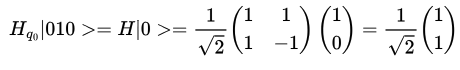 $H_{q_0}|010 >= H|0 >= \frac{1}{\sqrt{2}} \begin{pmatrix} 1 & 1 \\ 1 & -1 \end{pmatrix} \begin{pmatrix} 1 \\ 0 \end{pmatrix} = \frac{1}{\sqrt{2}} \begin{pmatrix} 1 \\ 1 \end{pmatrix}$